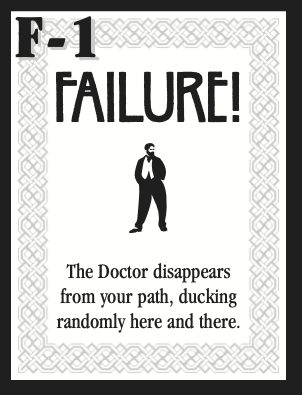 F-1
FAILURE!
The Doctor disappears
from your path, ducking
randomly here and there.